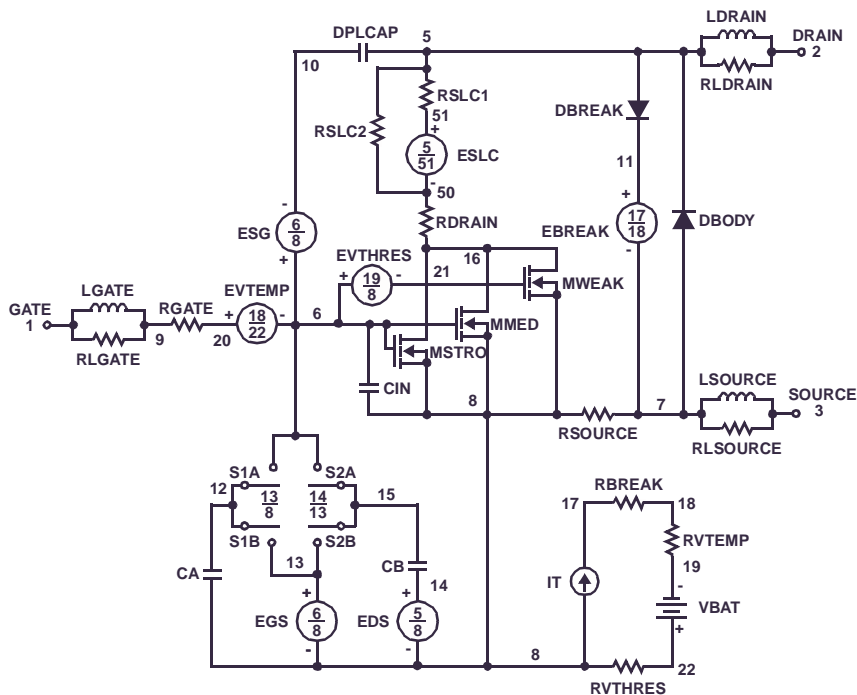 LDRAIN
DPLCAP 5 DRAIN
10 2
RSLC1 RLDRAIN
51 DBREAK
RSLC2 +
5
51 ESLC
11
- -
50 +
6
8 RDRAIN 17
18 DBODY
ESG EBREAK
+ EVTHRES 16 -
+ 19
8 - 21 MWEAK
LGATE EVTEMP
GATE RGATE + 18
22 - 6 MMED
1 9 20 MSTRO
RLGATE
LSOURCE
CIN 8 7 SOURCE
3
RSOURCE
RLSOURCE
S1A S2A RBREAK
12 13
8 14
13 15 17 18
S1B S2B RVTEMP
13 CB 19
CA 14 IT -
+ + VBAT
EGS 6
8 EDS 5
8 +
- - 8 22
RVTHRES